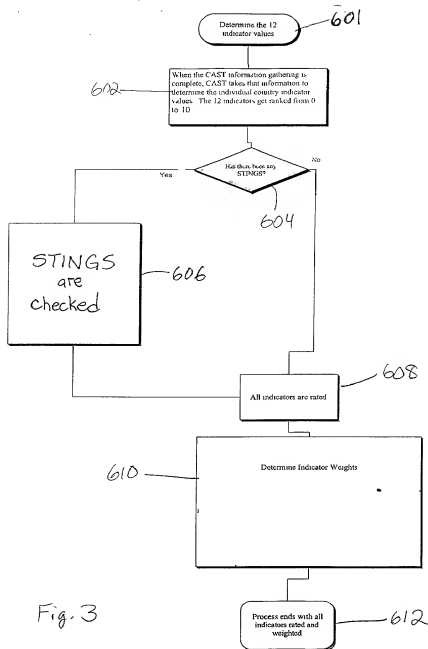 601
Determine the 12
indicator values
602
When the CAST information gathering is
complete, CAST takes that information to
determine the individual country indicator
values. The 12 indicators get ranked from 0
to 10
Has there been any
STINGS?
Yes
No
604
STINGS
are
checked
606
608
All indicators are rated
610
Determine Indicator Weights
Process ends with all
indicators rated and
weighted
612
Fig. 3